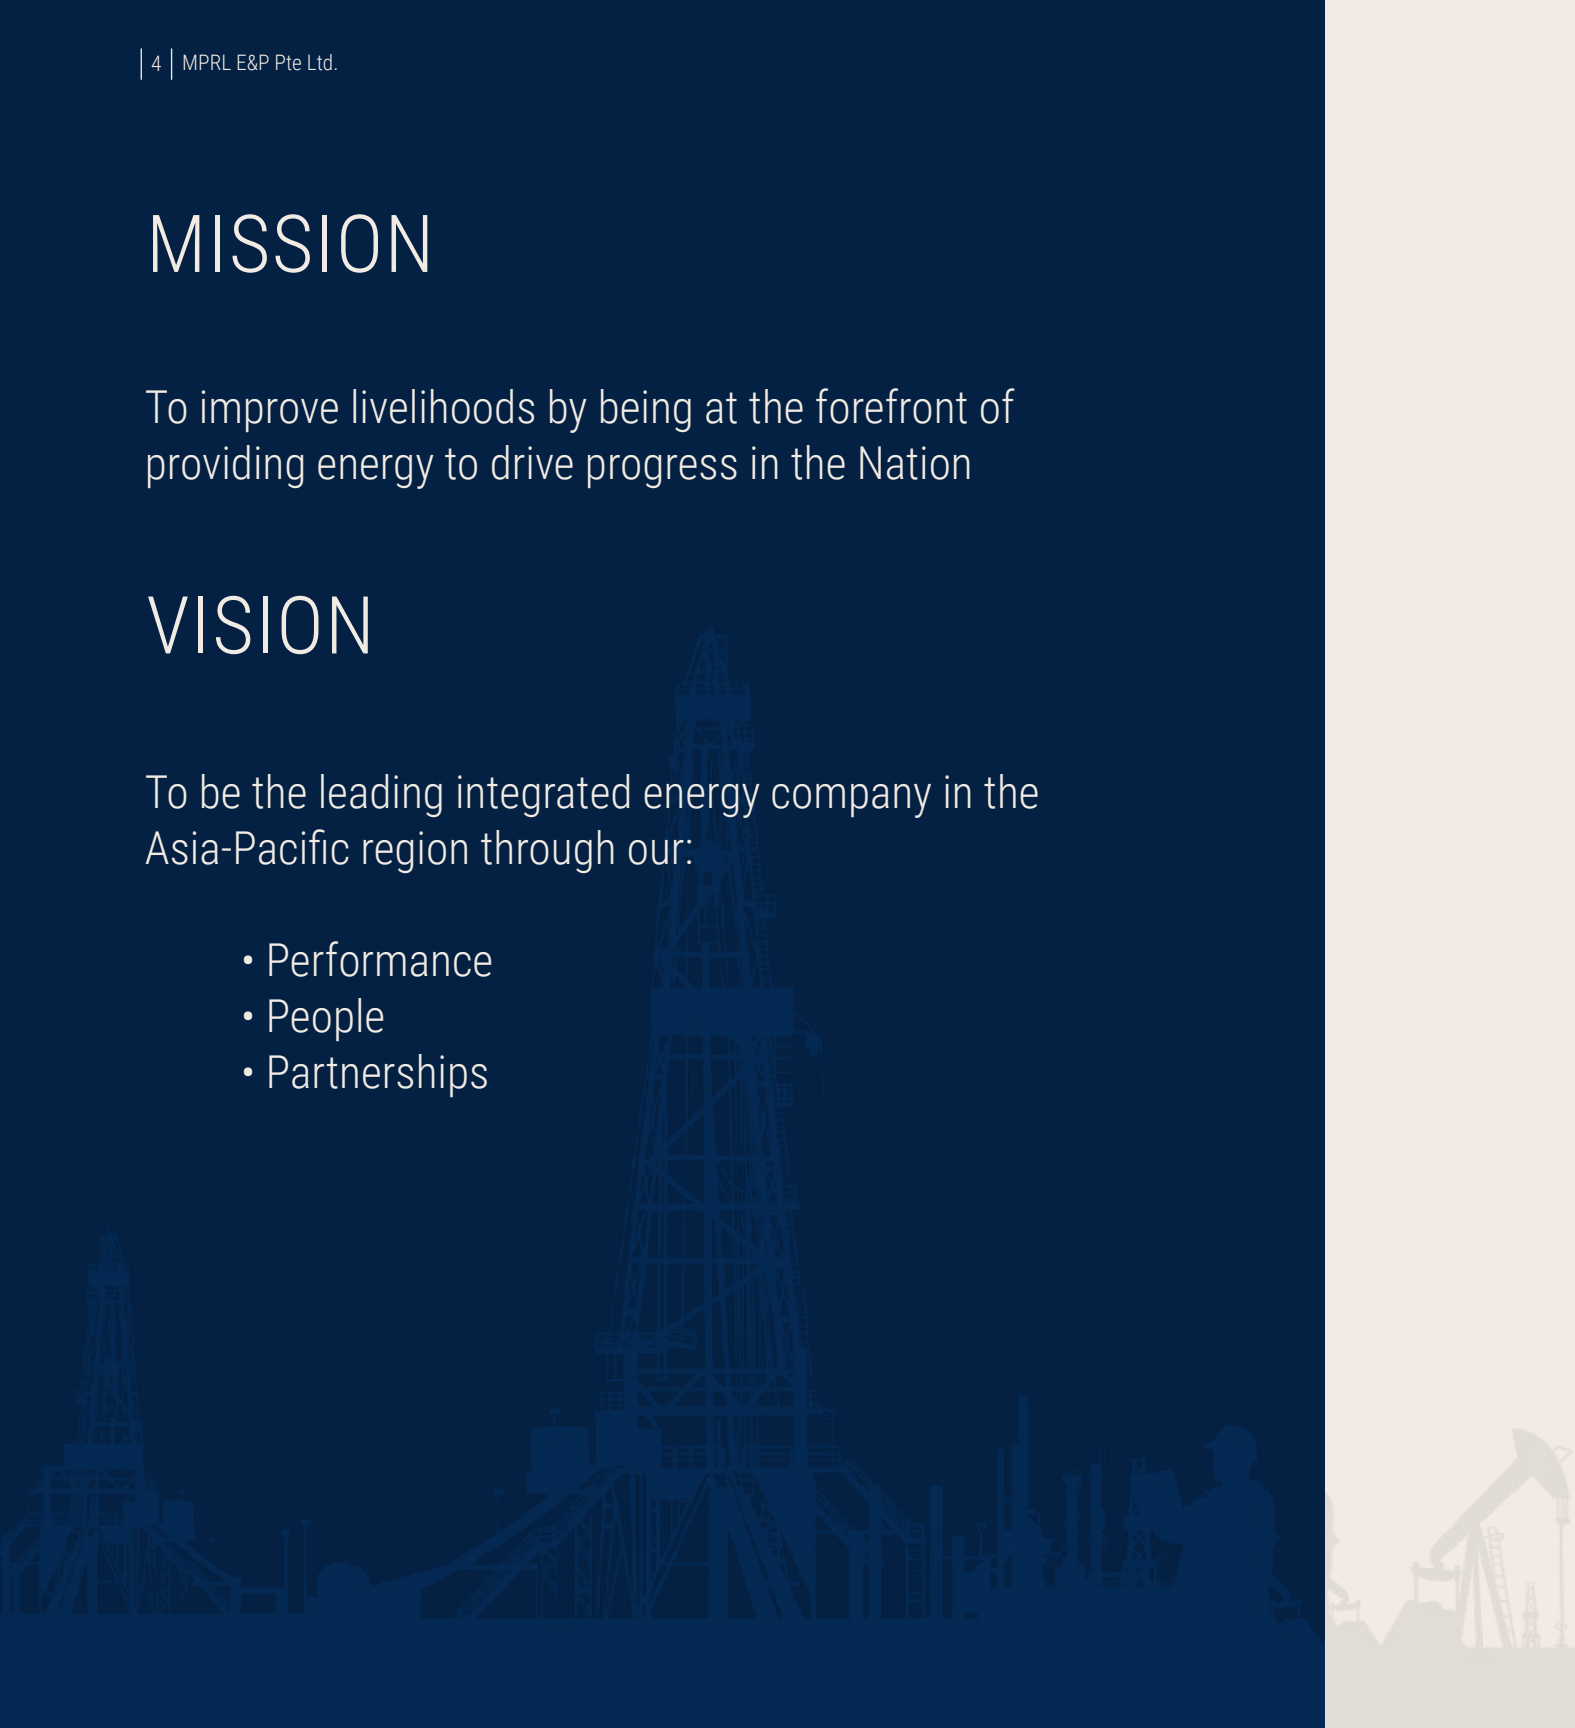 4 MPRL E&P Pte Ltd.
MISSION
To improve livelihoods by being at the forefront of
providing energy to drive progress in the Nation
VISION
To be the leading integrated energy company in the
Asia-Pacific region through our:
• Performance
• People
• Partnerships